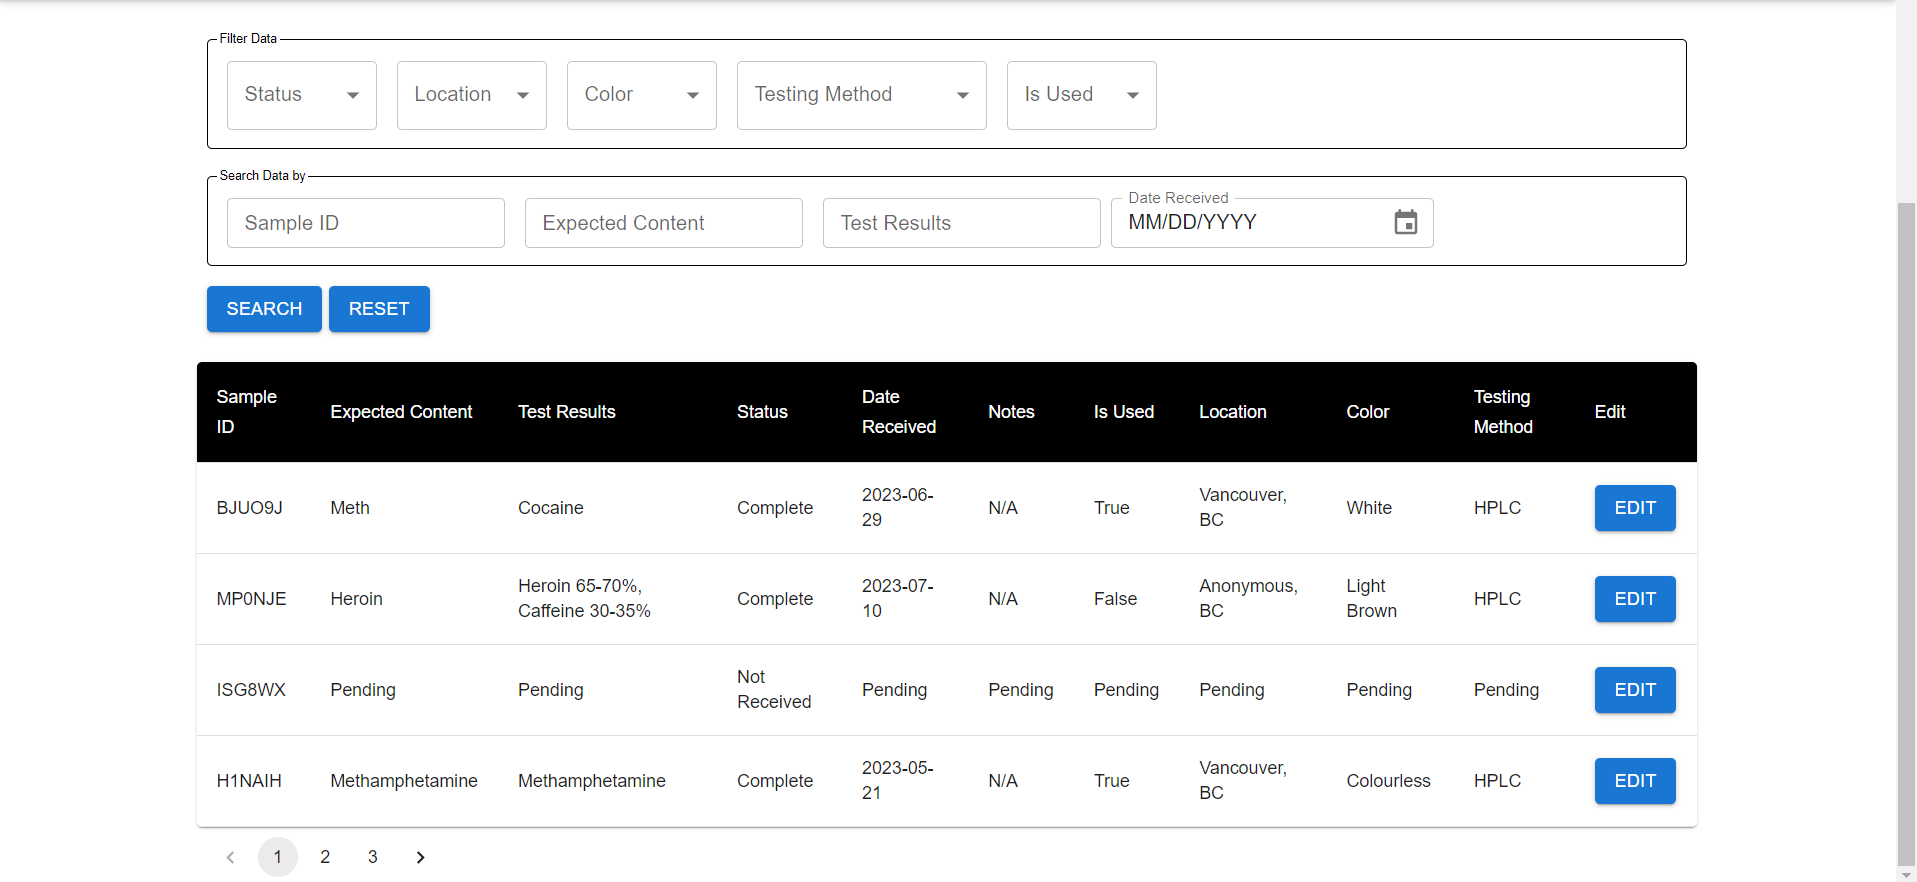 Filter Data
Status Location Color Testing Method Is Used
Search Data by
Sample ID Expected Content Test Results Date Received MM/DD/YYYY
SEARCH RESET
Sample ID Expected Content Test Results Status Date Received Notes Is Used Location Color Testing Method Edit
BJUO9J Meth Cocaine Complete 2023-06-29 N/A True Vancouver, BC White HPLC EDIT
MP0NJE Heroin Heroin 65-70%, Caffeine 30-35% Complete 2023-07-10 N/A False Anonymous, BC Light Brown HPLC EDIT
ISG8WX Pending Pending Not Received Pending Pending Pending Pending Pending Pending EDIT
H1NAIH Methamphetamine Methamphetamine Complete 2023-05-21 N/A True Vancouver, BC Colourless HPLC EDIT
1 2 3